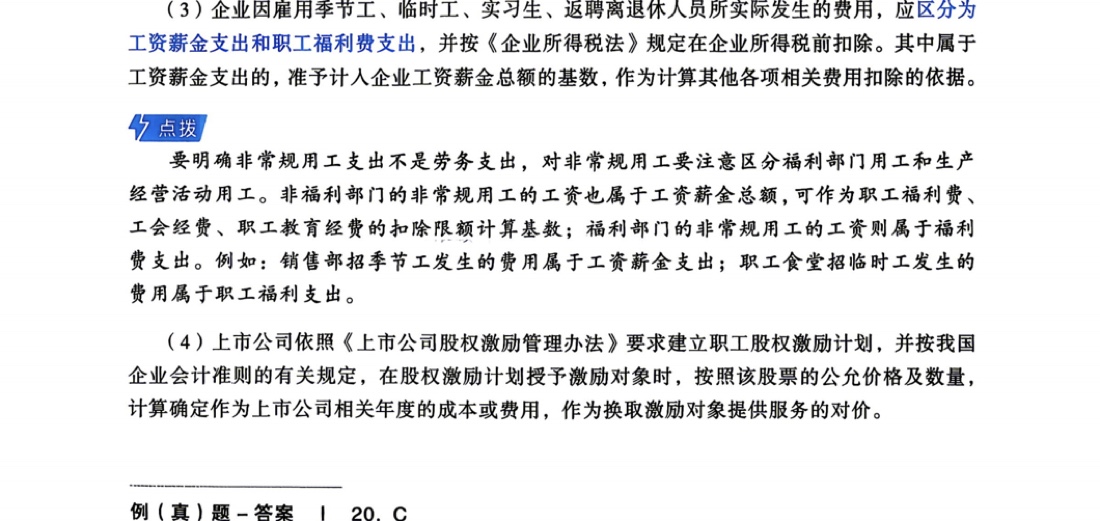 （3）企业因雇用季节工、临时工、实习生、返聘离退休人员所实际发生的费用，应区分为
工资薪金支出和职工福利费支出，并按《企业所得税法》规定在企业所得税前扣除。其中属于
工资薪金支出的，准予计人企业工资薪金总额的基数，作为计算其他各项相关费用扣除的依据。
点拨
要明确非常规用工支出不是劳务支出，对非常规用工要注意区分福利部门用工和生产
经营活动用工。非福利部门的非常规用工的工资也属于工资薪金总额，可作为职工福利费、
工会经费、职工教育经费的扣除限额计算基数；福利部门的非常规用工的工资则属于福利
费支出。例如：销售部招季节工发生的费用属于工资薪金支出；职工食堂招临时工发生的
费用属于职工福利支出。
（4）上市公司依照《上市公司股权激励管理办法》要求建立职工股权激励计划，并按我国
企业会计准则的有关规定，在股权激励计划授予激励对象时，按照该股票的公允价格及数量，
计算确定作为上市公司相关年度的成本或费用，作为换取激励对象提供服务的对价。
例（真）题-答案 | 20. C